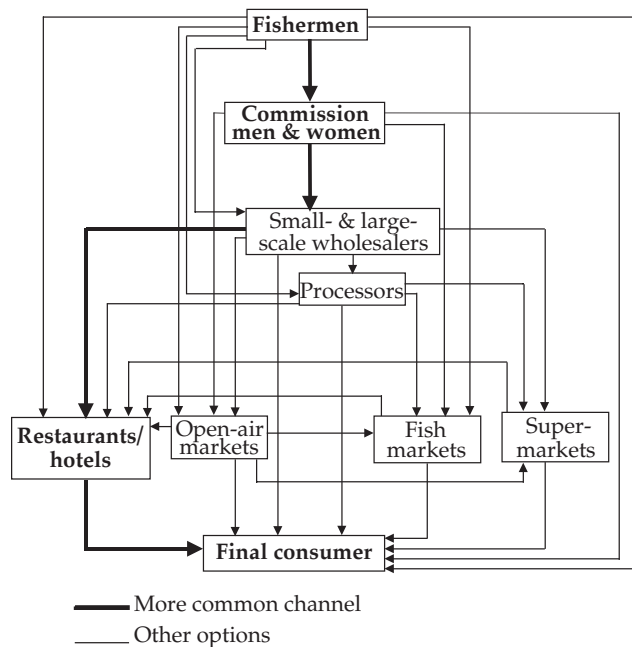 Fishermen
Commission
men & women
Small- & large-
scale wholesalers
Processors
Restaurants/
hotels
Open-air
markets
Fish
markets
Super-
markets
Final consumer
More common channel
Other options